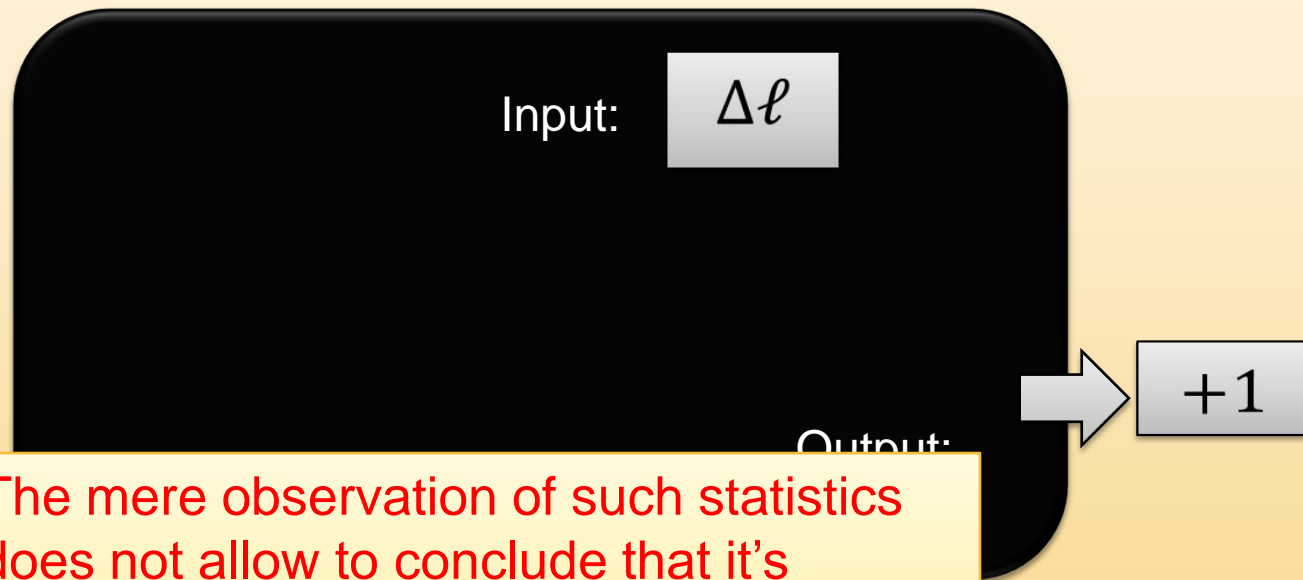 Input: Δℓ
+1
Output:
The mere observation of such statistics
does not allow to conclude that it's